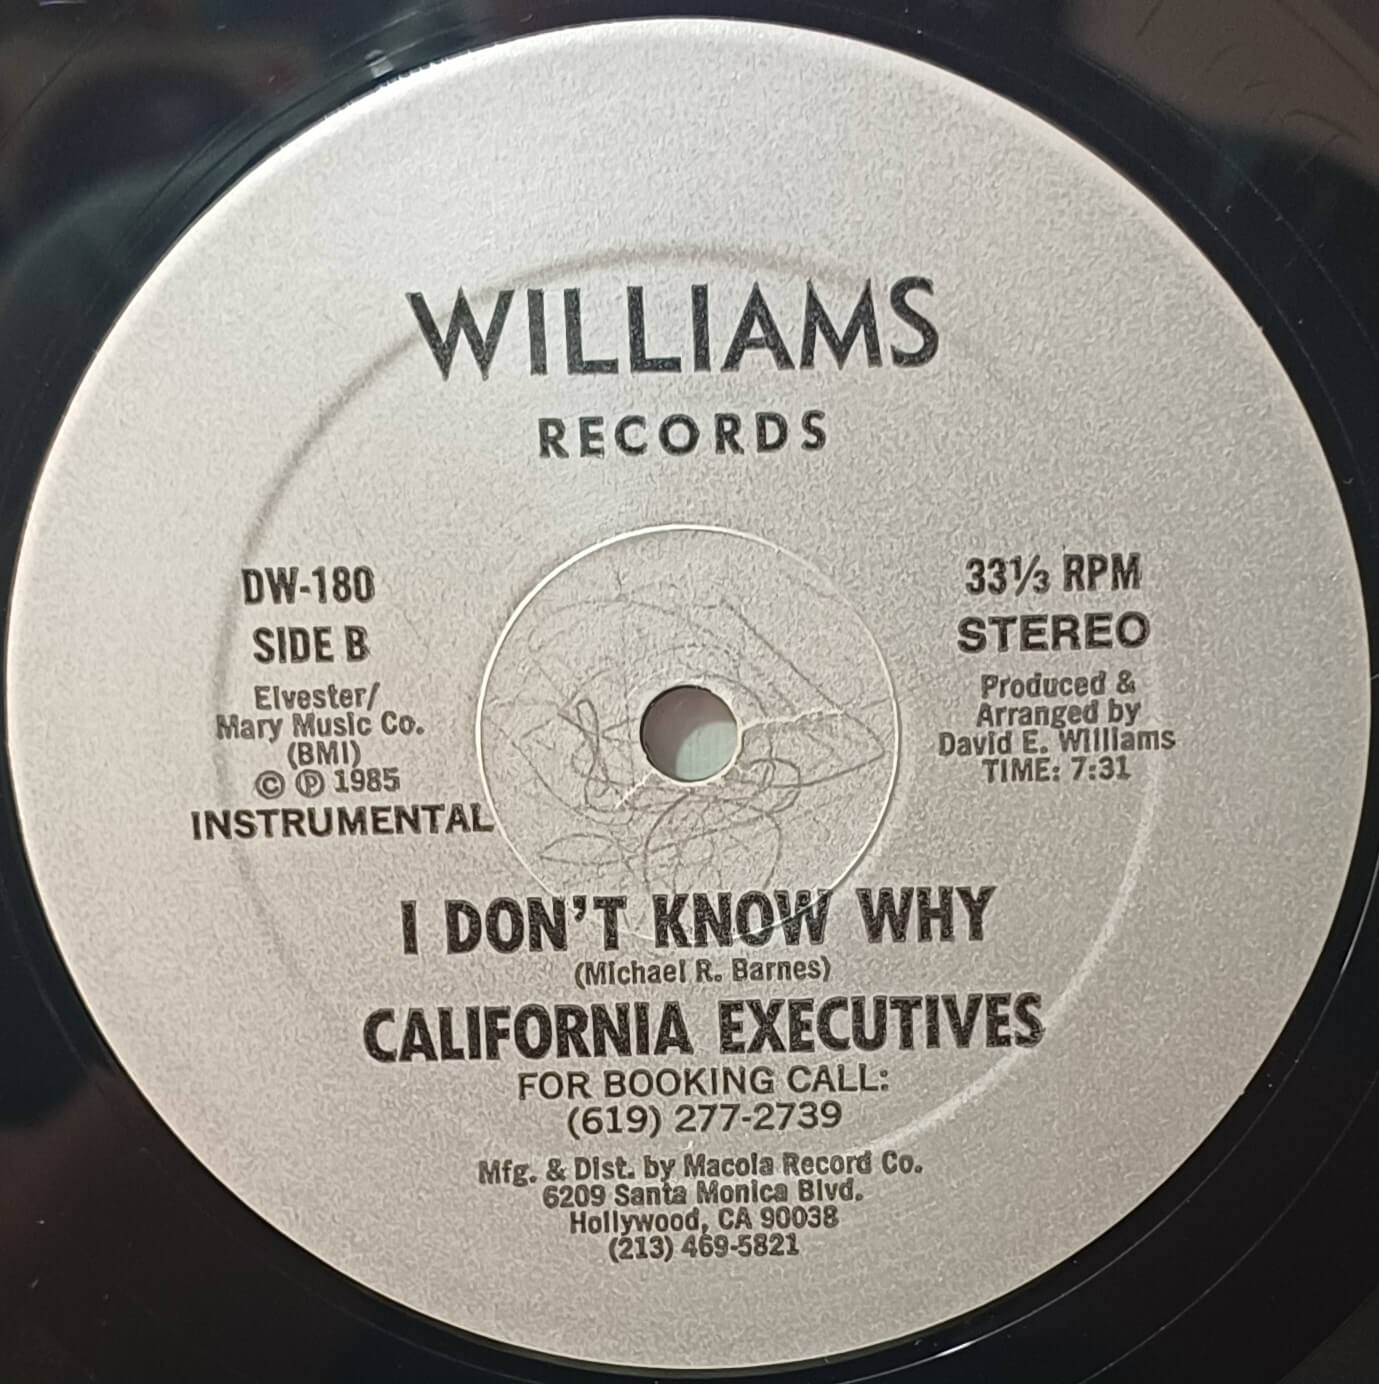 WILLIAMS
RECORDS
DW-180
SIDE B
Elvester/
Mary Music Co.
(BMI)
© ℗ 1985
INSTRUMENTAL
33⅓ RPM
STEREO
Produced &
Arranged by
David E. Williams
TIME: 7:31
I DON'T KNOW WHY
(Michael R. Barnes)
CALIFORNIA EXECUTIVES
FOR BOOKING CALL:
(619) 277-2739
Mfg. & Dist. by Macola Record Co.
6209 Santa Monica Blvd.
Hollywood, CA 90038
(213) 469-5821